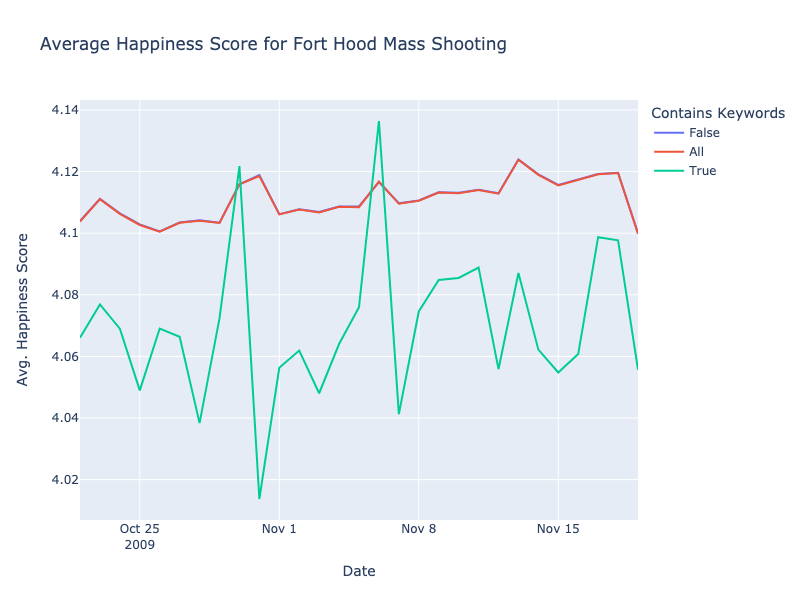 Average Happiness Score for Fort Hood Mass Shooting
Contains Keywords
False
All
True
4.14
4.12
4.1
4.08
4.06
4.04
4.02
Avg. Happiness Score
Oct 25
2009
Nov 1
Nov 8
Nov 15
Date